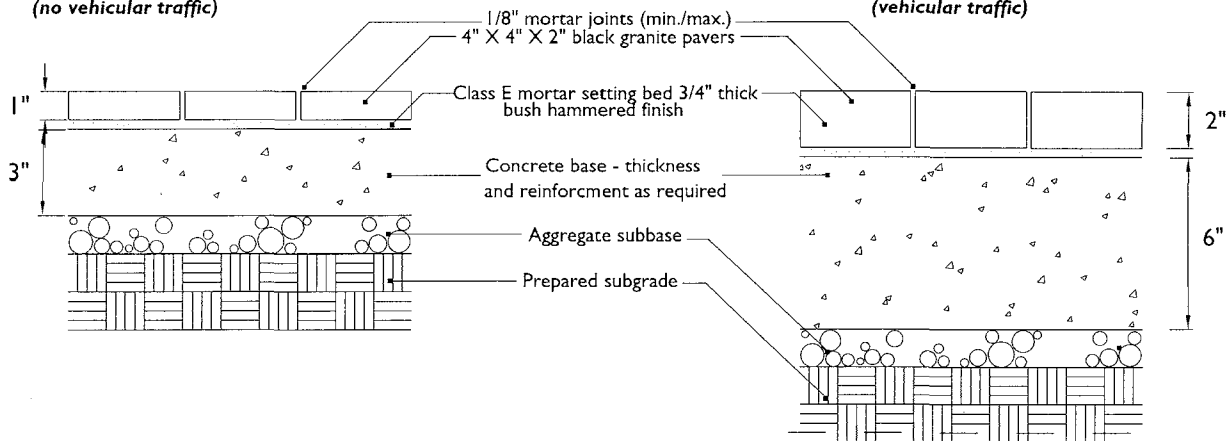 (no vehicular traffic)
(vehicular traffic)
1/8" mortar joints (min./max.)
4" X 4" X 2" black granite pavers
1"
Class E mortar setting bed 3/4" thick
bush hammered finish
2"
3"
Concrete base - thickness
and reinforcment as required
Aggregate subbase
6"
Prepared subgrade